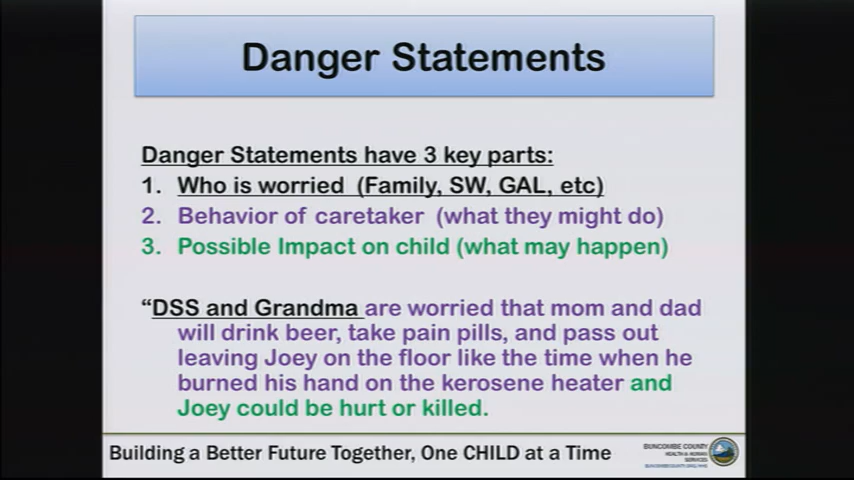 Danger Statements
Danger Statements have 3 key parts:
1. Who is worried (Family, SW, GAL, etc)
2. Behavior of caretaker (what they might do)
3. Possible Impact on child (what may happen)
“DSS and Grandma are worried that mom and dad
will drink beer, take pain pills, and pass out
leaving Joey on the floor like the time when he
burned his hand on the kerosene heater and
Joey could be hurt or killed.
Building a Better Future Together, One CHILD at a Time
BUNCOMBE COUNTY
HEALTH & HUMAN
SERVICES